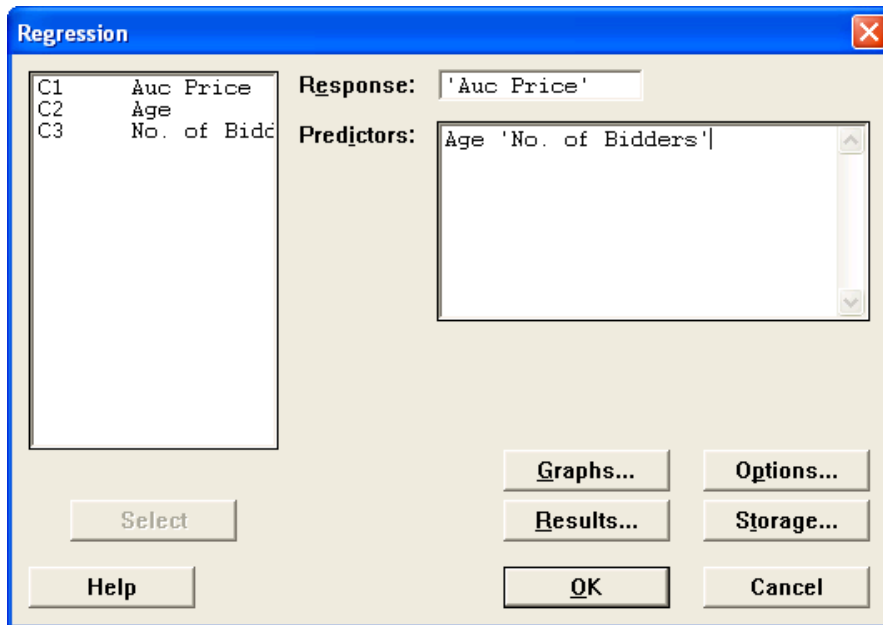 Regression
C1 Auc Price
C2 Age
C3 No. of Bidd
Response: 'Auc Price'
Predictors: Age 'No. of Bidders'
Graphs... Options...
Select Results... Storage...
Help OK Cancel